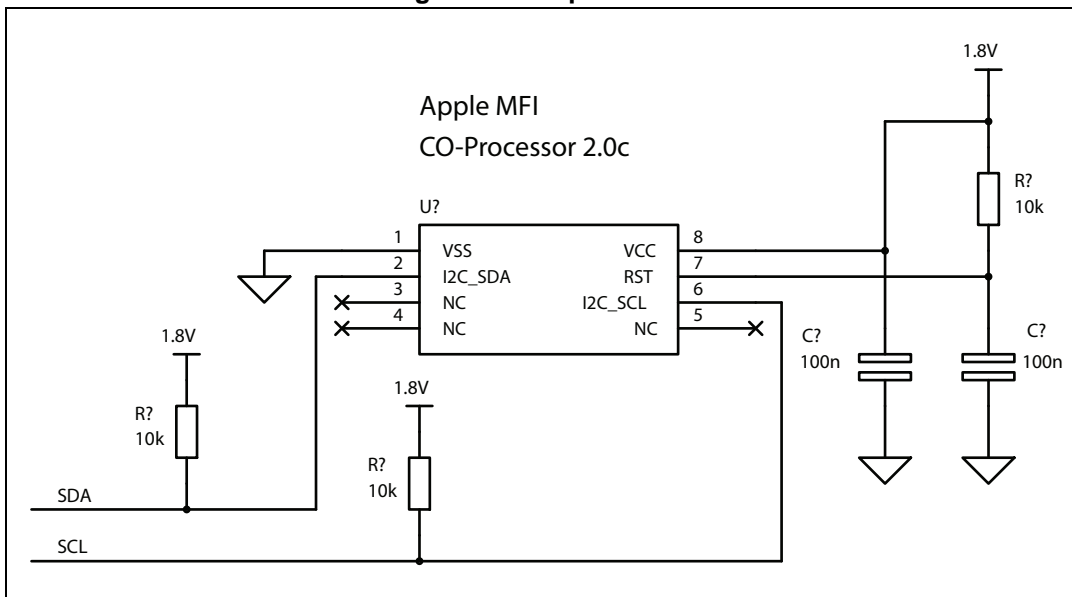 1.8V
Apple MFI
CO-Processor 2.0c
R?
10k
U?
1
VSS
VCC
8
2
I2C_SDA
RST
7
3
NC
I2C_SCL
6
4
NC
NC
5
1.8V
C?
100n
C?
100n
1.8V
R?
10k
R?
10k
SDA
SCL